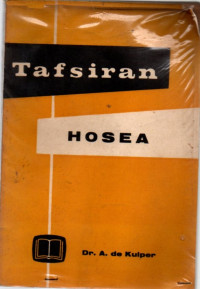 Tafsiran
HOSEA
Dr. A. de Kuiper